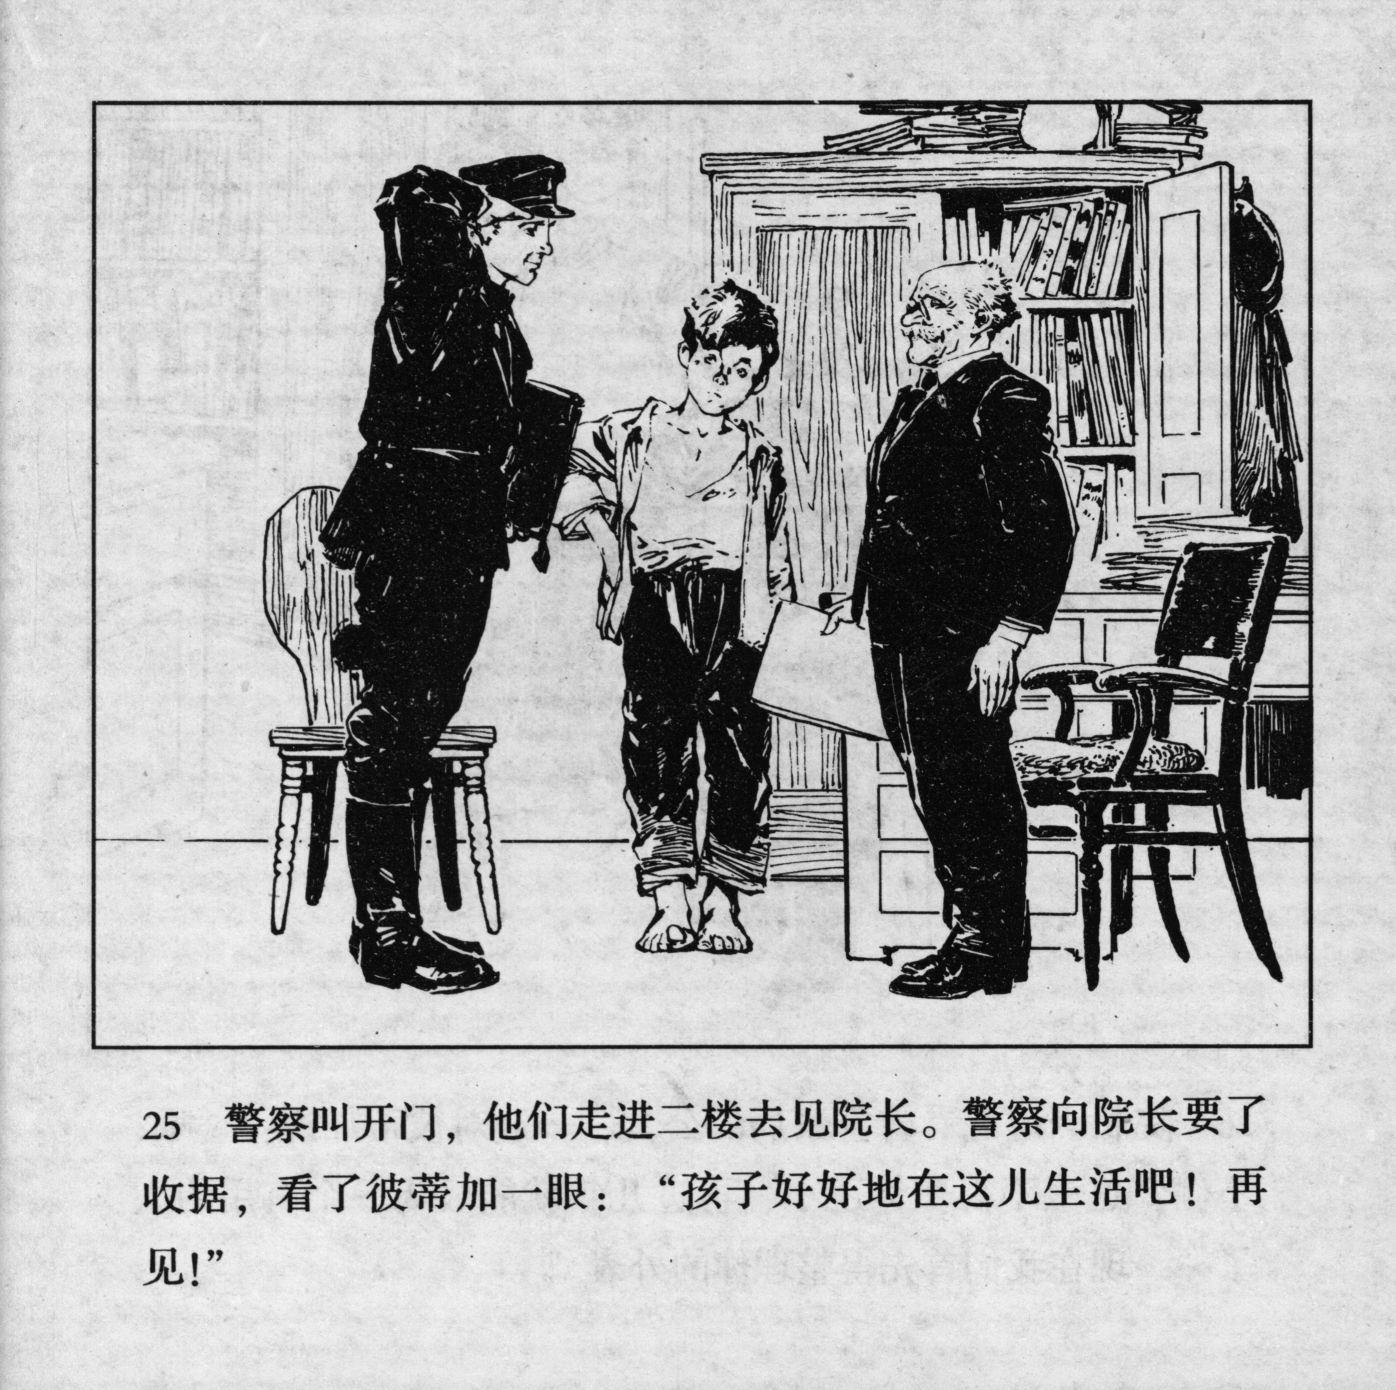 25 警察叫开门，他们走进二楼去见院长。警察向院长要了
收据，看了彼蒂加一眼：“孩子好好地在这儿生活吧！再
见！”